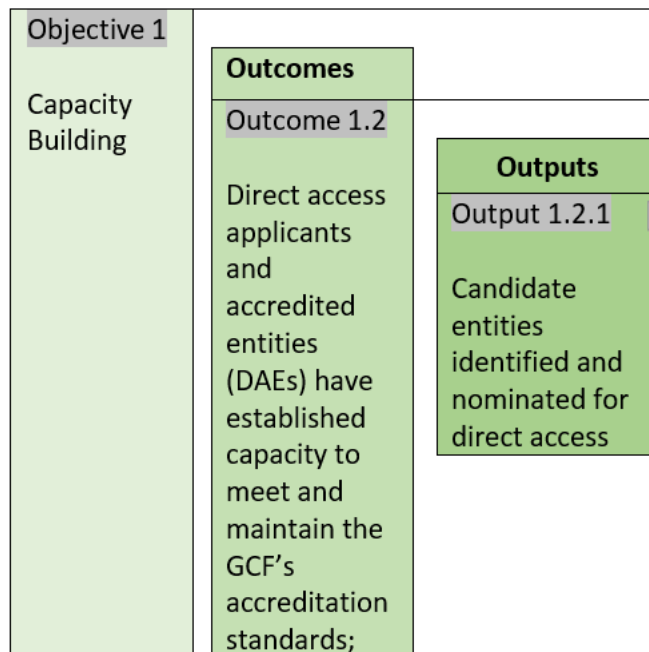 Objective 1
Capacity
Building
Outcomes
Outcome 1.2
Direct access
applicants
and
accredited
entities
(DAEs) have
established
capacity to
meet and
maintain the
GCF’s
accreditation
standards;
Outputs
Output 1.2.1
Candidate
entities
identified and
nominated for
direct access